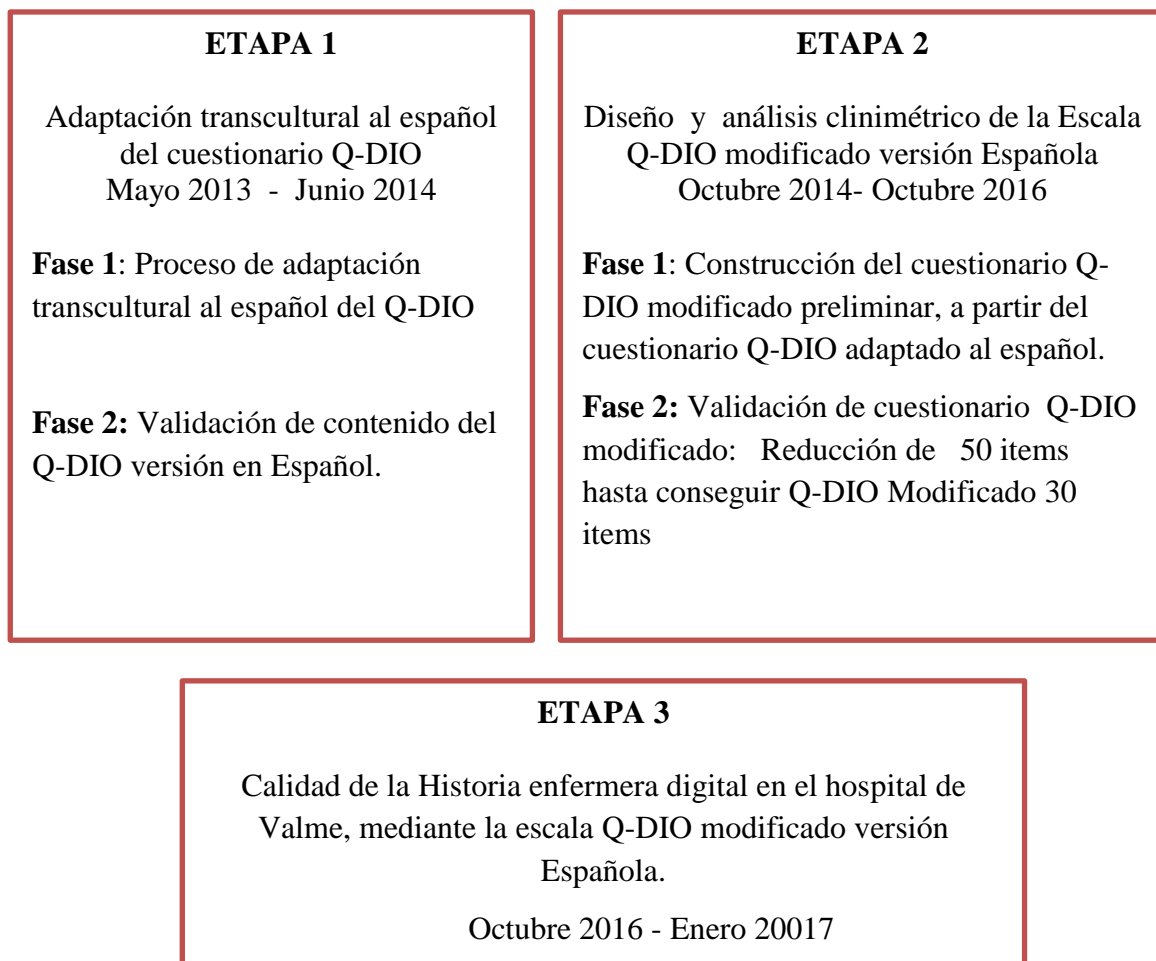 ETAPA 1
Adaptación transcultural al español
del cuestionario Q-DIO
Mayo 2013 - Junio 2014
Fase 1: Proceso de adaptación
transcultural al español del Q-DIO
Fase 2: Validación de contenido del
Q-DIO versión en Español.
ETAPA 2
Diseño y análisis clinimétrico de la Escala
Q-DIO modificado versión Española
Octubre 2014- Octubre 2016
Fase 1: Construcción del cuestionario Q-
DIO modificado preliminar, a partir del
cuestionario Q-DIO adaptado al español.
Fase 2: Validación de cuestionario Q-DIO
modificado: Reducción de 50 items
hasta conseguir Q-DIO Modificado 30
items
ETAPA 3
Calidad de la Historia enfermera digital en el hospital de
Valme, mediante la escala Q-DIO modificado versión
Española.
Octubre 2016 - Enero 20017